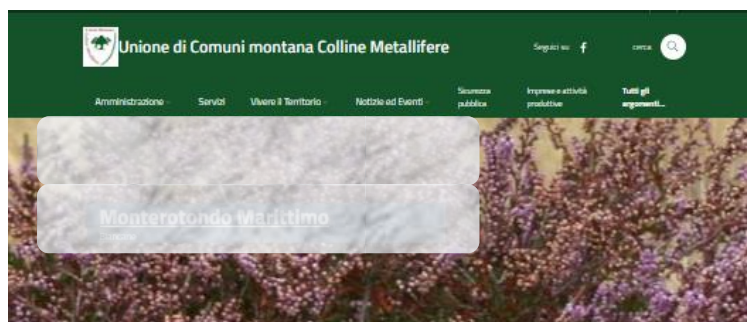 Unione di Comuni montana Colline Metallifere
Seguici su
cerca
Amministrazione
Servizi
Vivere il Territorio
Notizie ed Eventi
Sicurezza pubblica
Imprese e attività produttive
Tutti gli argomenti...
Monterotondo Marittimo